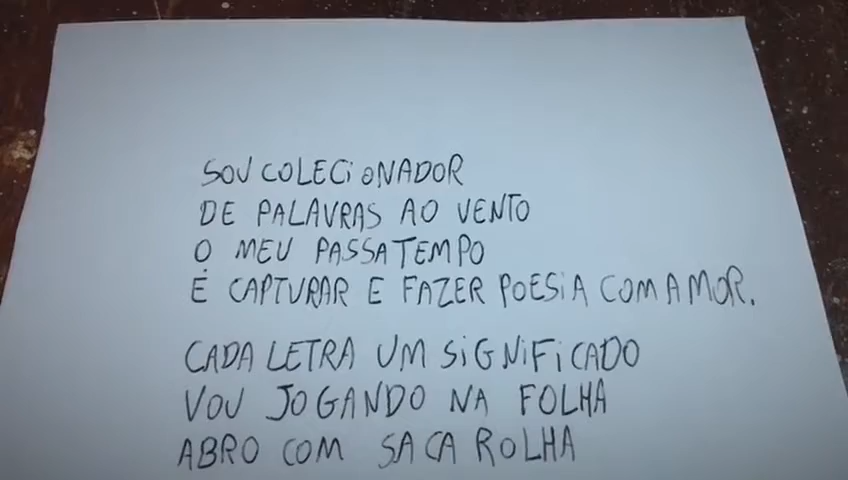 SOU COLECiONADOR
DE PALAVRAS AO VENTO
O MEU PASSATEMPO
É CAPTURAR E FAZER POESiA COM AMOR.
CADA LETRA UM SiGNiFiCADO
VOU JOGANDO NA FOLHA
ABRO COM SACA ROLHA